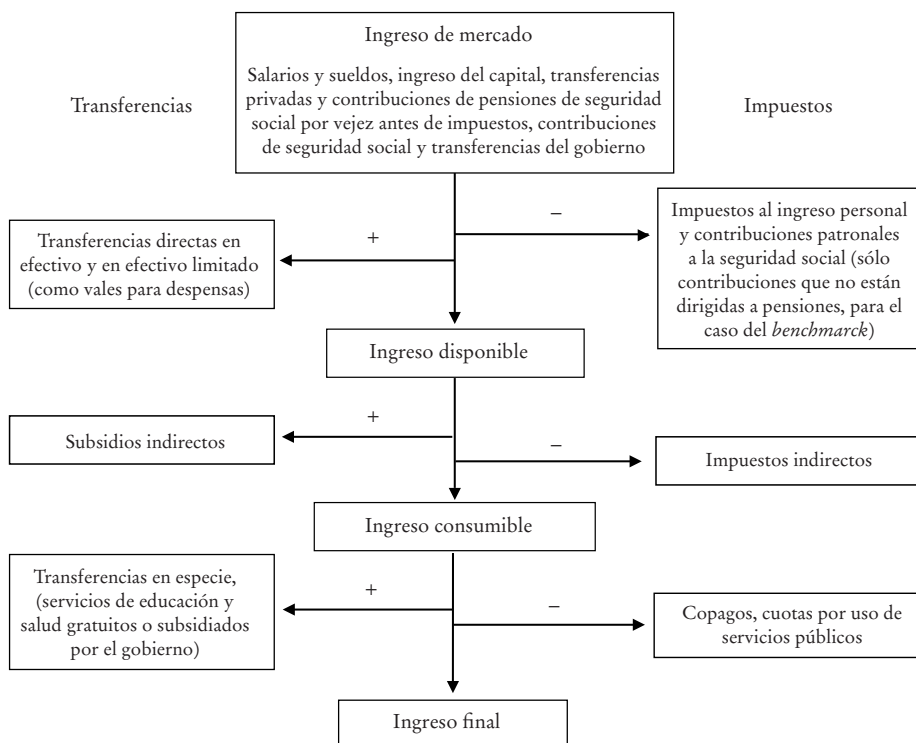 Ingreso de mercado
Salarios y sueldos, ingreso del capital, transferencias
privadas y contribuciones de pensiones de seguridad
social por vejez antes de impuestos, contribuciones
de seguridad social y transferencias del gobierno
Transferencias
Impuestos
+
–
Transferencias directas en
efectivo y en efectivo limitado
(como vales para despensas)
Impuestos al ingreso personal
y contribuciones patronales
a la seguridad social (sólo
contribuciones que no están
dirigidas a pensiones, para el
caso del benchmarck)
Ingreso disponible
+
–
Subsidios indirectos
Impuestos indirectos
Ingreso consumible
+
–
Transferencias en especie,
(servicios de educación y
salud gratuitos o subsidiados
por el gobierno)
Copagos, cuotas por uso de
servicios públicos
Ingreso final